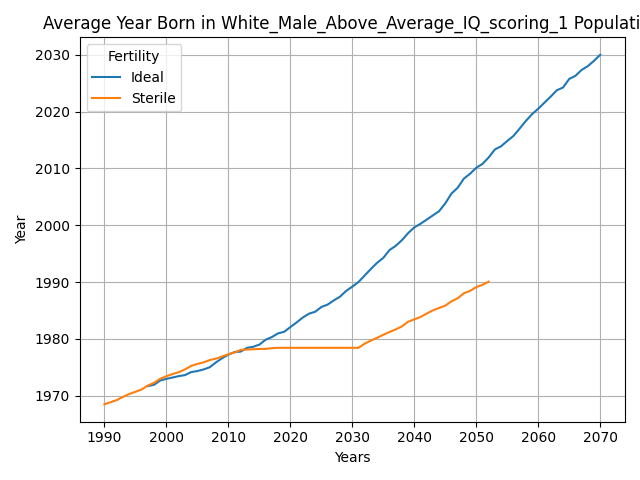 Average Year Born in White_Male_Above_Average_IQ_scoring_1 Populati
Fertility
Ideal
Sterile
2030
2020
2010
2000
1990
1980
1970
Year
1990 2000 2010 2020 2030 2040 2050 2060 2070
Years